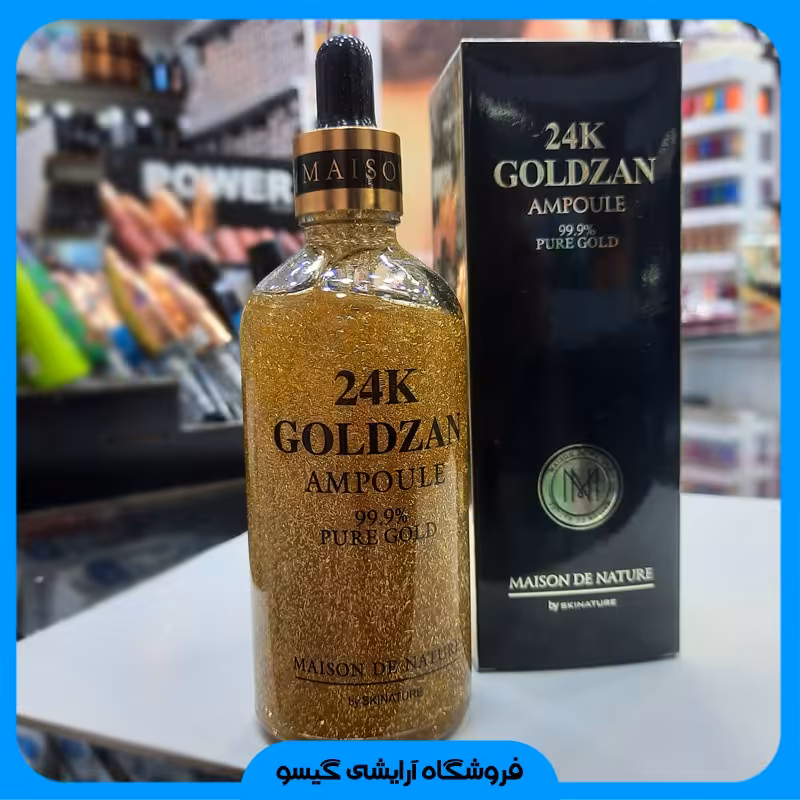 POWER
MAISO
24K
GOLDZAN
AMPOULE
99.9%
PURE GOLD
MAISON DE NATURE
by SKINATURE
24K
GOLDZAN
AMPOULE
99.9%
PURE GOLD
MAISON DE NATURE
by SKINATURE
فروشگاه آرایشی گیسو